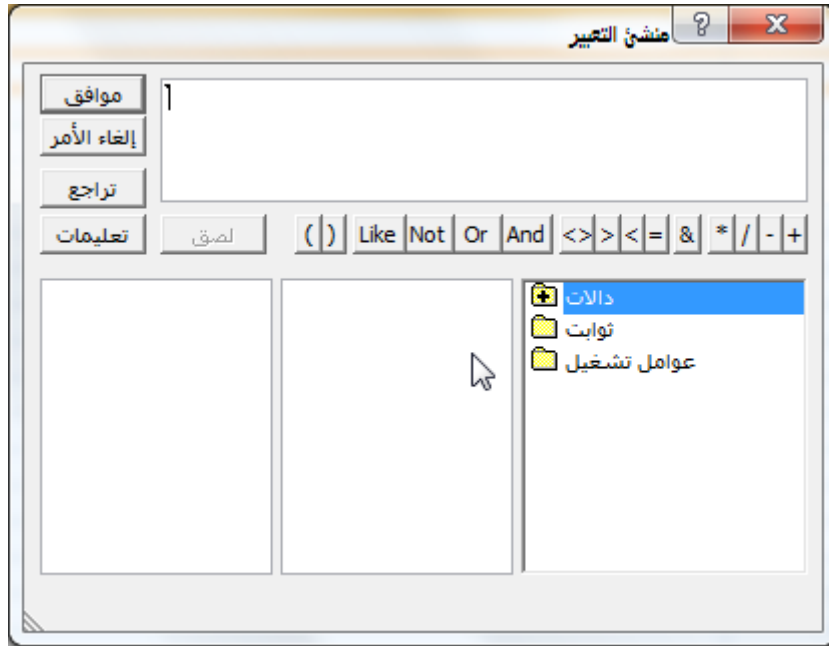 منشئ التعبير
موافق
إلغاء الأمر
تراجع
+ - / * & = < > <> And Or Not Like ( ) لصق تعليمات
دالات
ثوابت
عوامل تشغيل